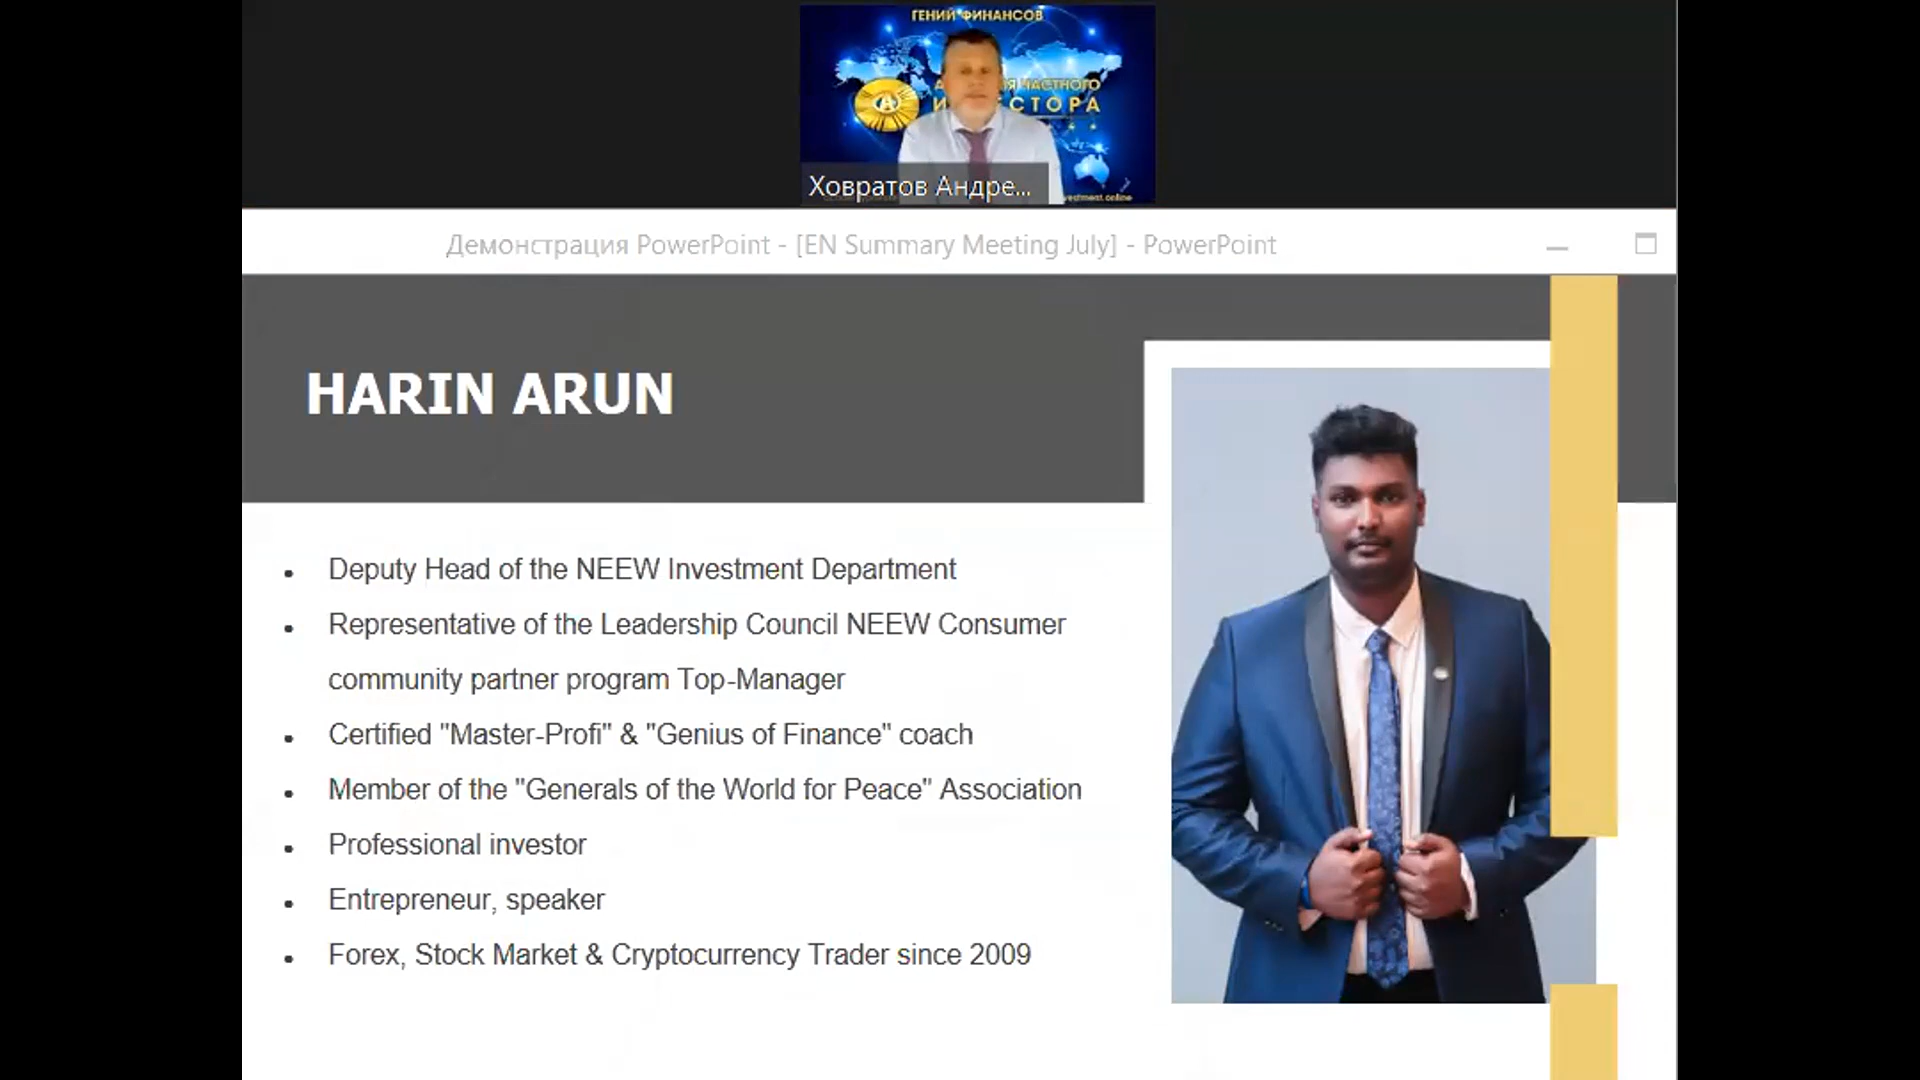 ГЕНИЙ ФИНАНСОВ
ЧАСТНОГО
Ховратов Андре...
vestment.online
Демонстрация PowerPoint - [EN Summary Meeting July] - PowerPoint
HARIN ARUN
• Deputy Head of the NEEW Investment Department
• Representative of the Leadership Council NEEW Consumer
community partner program Top-Manager
• Certified "Master-Profi" & "Genius of Finance" coach
• Member of the "Generals of the World for Peace" Association
• Professional investor
• Entrepreneur, speaker
• Forex, Stock Market & Cryptocurrency Trader since 2009